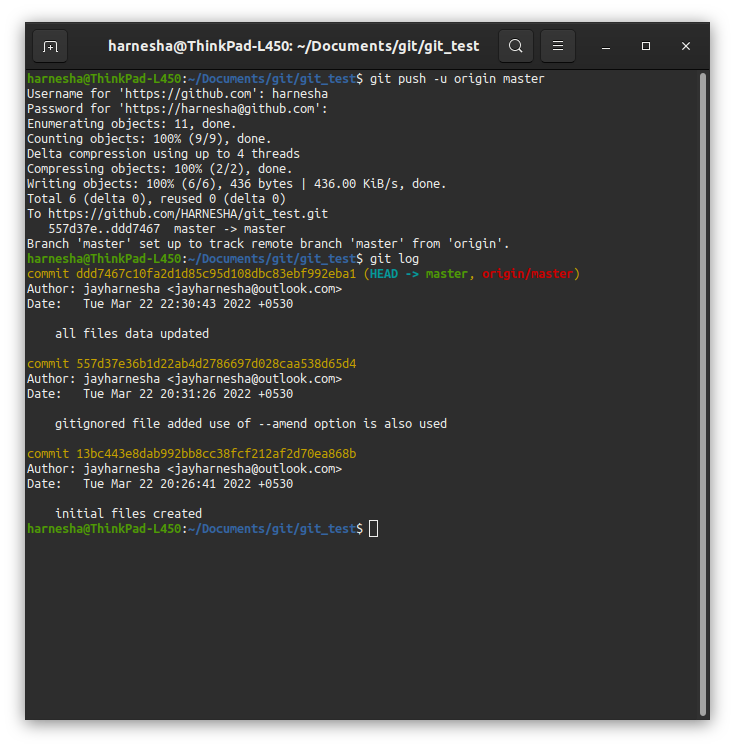 harnesha@ThinkPad-L450: ~/Documents/git/git_test
harnesha@ThinkPad-L450:~/Documents/git/git_test$ git push -u origin master
Username for 'https://github.com': harnesha
Password for 'https://harnesha@github.com':
Enumerating objects: 11, done.
Counting objects: 100% (9/9), done.
Delta compression using up to 4 threads
Compressing objects: 100% (2/2), done.
Writing objects: 100% (6/6), 436 bytes | 436.00 KiB/s, done.
Total 6 (delta 0), reused 0 (delta 0)
To https://github.com/HARNESHA/git_test.git
   557d37e..ddd7467  master -> master
Branch 'master' set up to track remote branch 'master' from 'origin'.
harnesha@ThinkPad-L450:~/Documents/git/git_test$ git log
commit ddd7467c10fa2d1d85c95d108dbc83ebf992eba1 (HEAD -> master, origin/master)
Author: jayharnesha <jayharnesha@outlook.com>
Date:   Tue Mar 22 22:30:43 2022 +0530

    all files data updated

commit 557d37e36b1d22ab4d2786697d028caa538d65d4
Author: jayharnesha <jayharnesha@outlook.com>
Date:   Tue Mar 22 20:31:26 2022 +0530

    gitignored file added use of --amend option is also used

commit 13bc443e8dab992bb8cc38fcf212af2d70ea868b
Author: jayharnesha <jayharnesha@outlook.com>
Date:   Tue Mar 22 20:26:41 2022 +0530

    initial files created
harnesha@ThinkPad-L450:~/Documents/git/git_test$